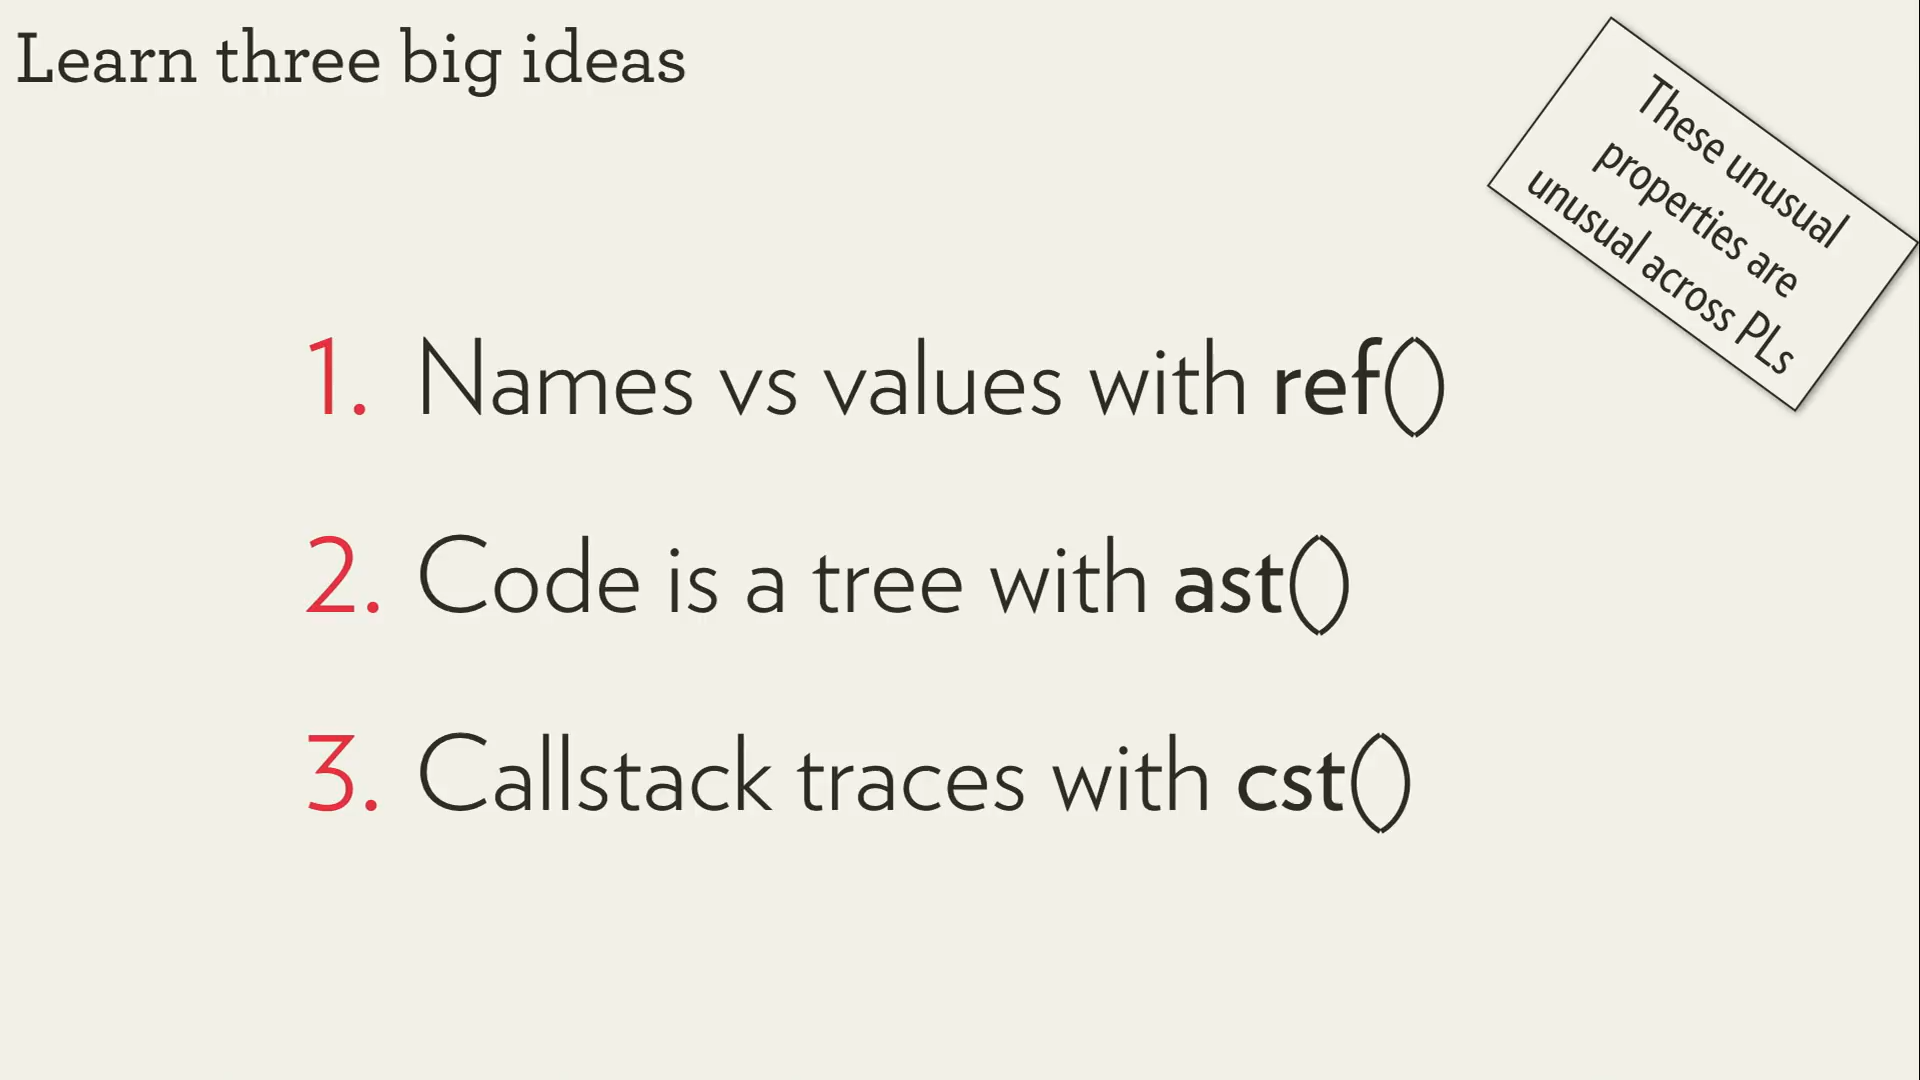 Learn three big ideas
These unusual
properties are
unusual across PLs
1. Names vs values with ref()
2. Code is a tree with ast()
3. Callstack traces with cst()